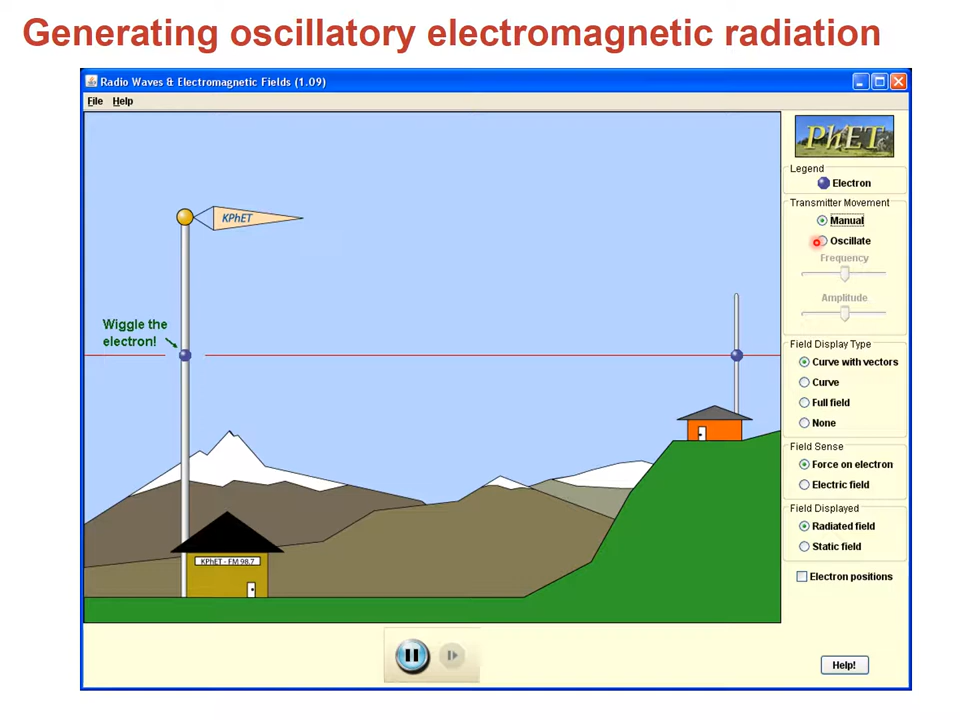 Generating oscillatory electromagnetic radiation
Radio Waves & Electromagnetic Fields (1.09)
File Help
PhET
Legend
Electron
Transmitter Movement
Manual
Oscillate
Frequency
Amplitude
KPhET
Wiggle the
electron!
Field Display Type
Curve with vectors
Curve
Full field
None
Field Sense
Force on electron
Electric field
Field Displayed
Radiated field
Static field
Electron positions
KPhET - FM 98.7
Help!